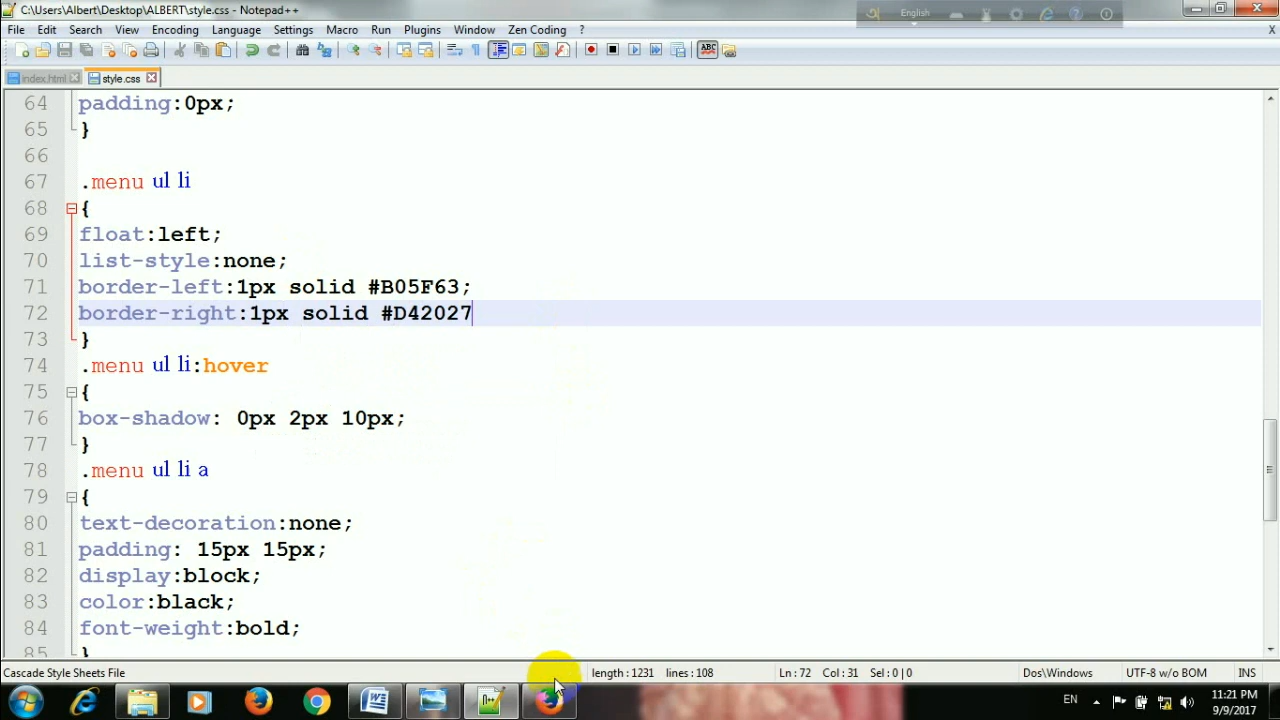 C:\Users\Albert\Desktop\ALBERT\style.css - Notepad++
English
File Edit Search View Encoding Language Settings Macro Run Plugins Window Zen Coding ? X
ABC
index.html style.css
64 padding:0px;
65 }
66
67 .menu ul li
68 {
69 float:left;
70 list-style:none;
71 border-left:1px solid #B05F63;
72 border-right:1px solid #D42027
73 }
74 .menu ul li:hover
75 {
76 box-shadow: 0px 2px 10px;
77 }
78 .menu ul li a
79 {
80 text-decoration:none;
81 padding: 15px 15px;
82 display:block;
83 color:black;
84 font-weight:bold;
85 }
Cascade Style Sheets File length : 1231 lines : 108 Ln : 72 Col : 31 Sel : 0 | 0 Dos\Windows UTF-8 w/o BOM INS
EN 11:21 PM
9/9/2017